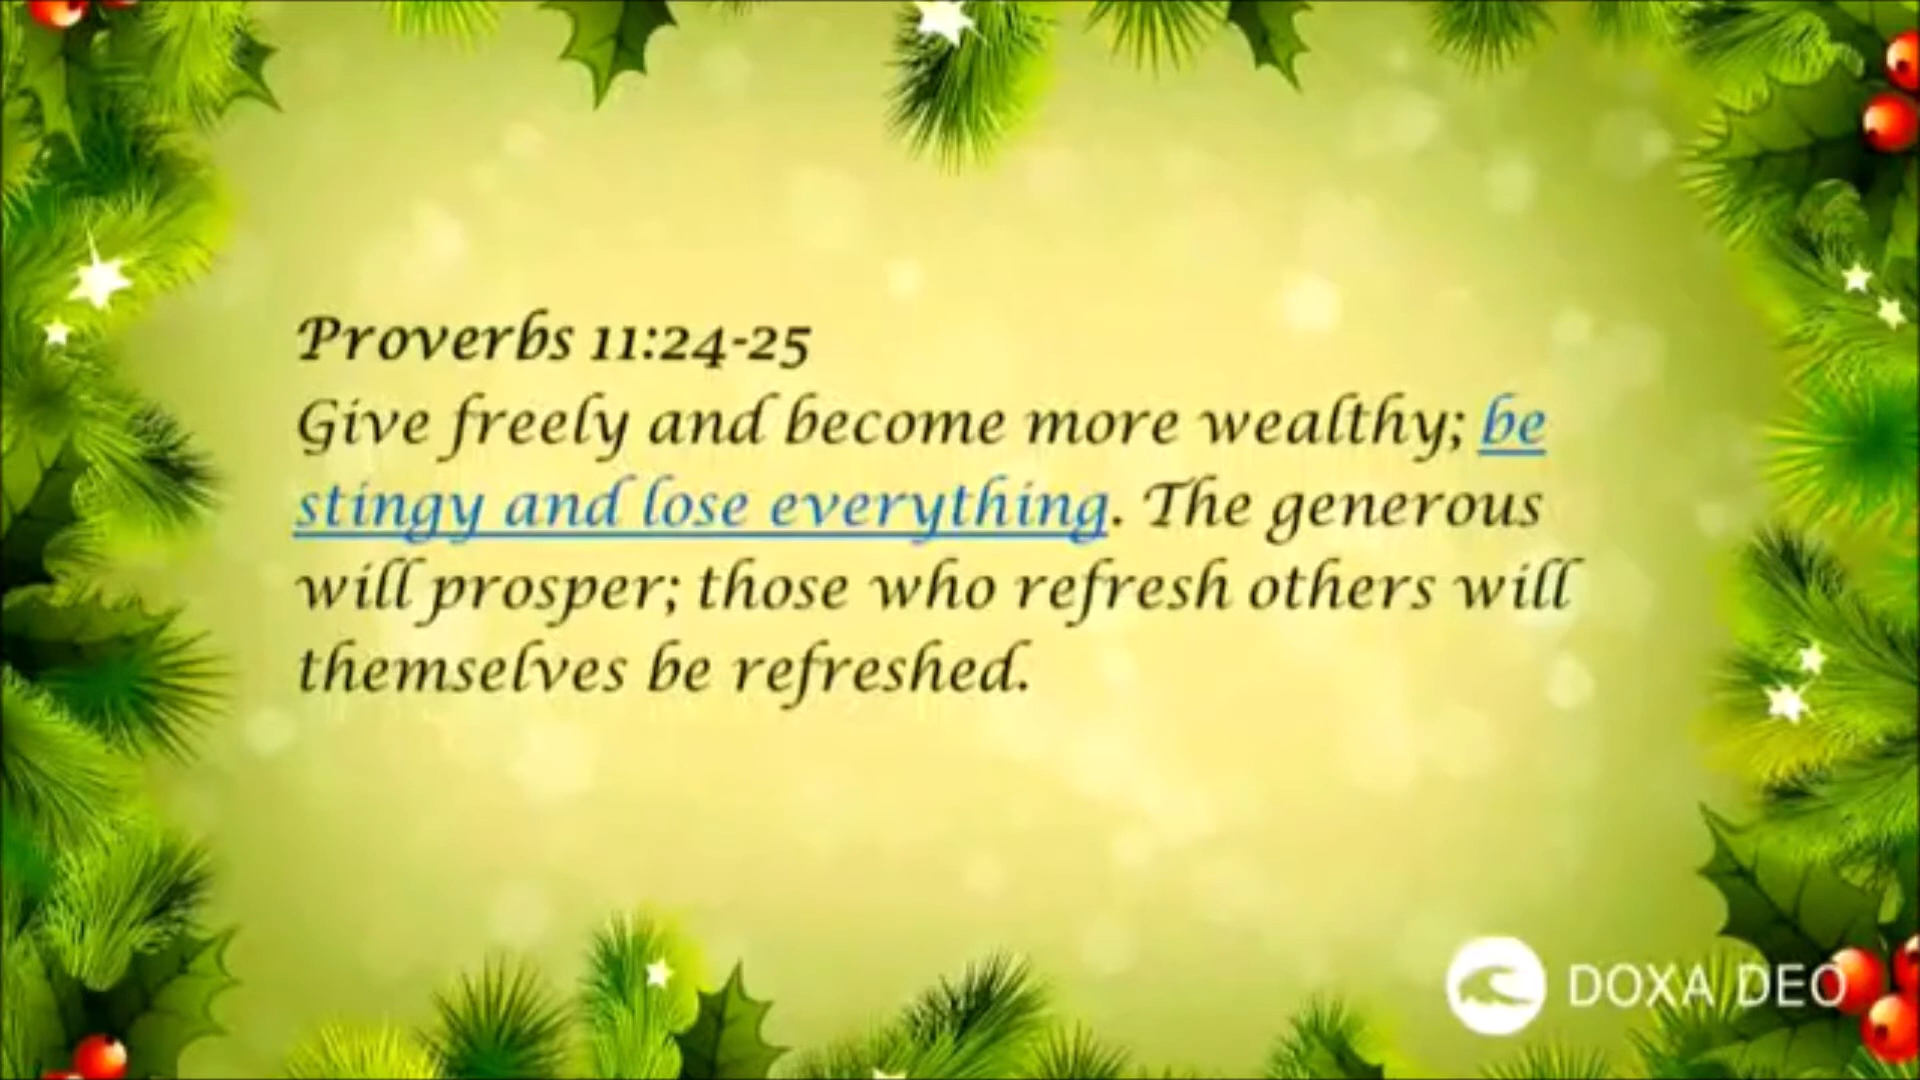 Proverbs 11:24-25
Give freely and become more wealthy; be
stingy and lose everything. The generous
will prosper; those who refresh others will
themselves be refreshed.
DOXA DEO